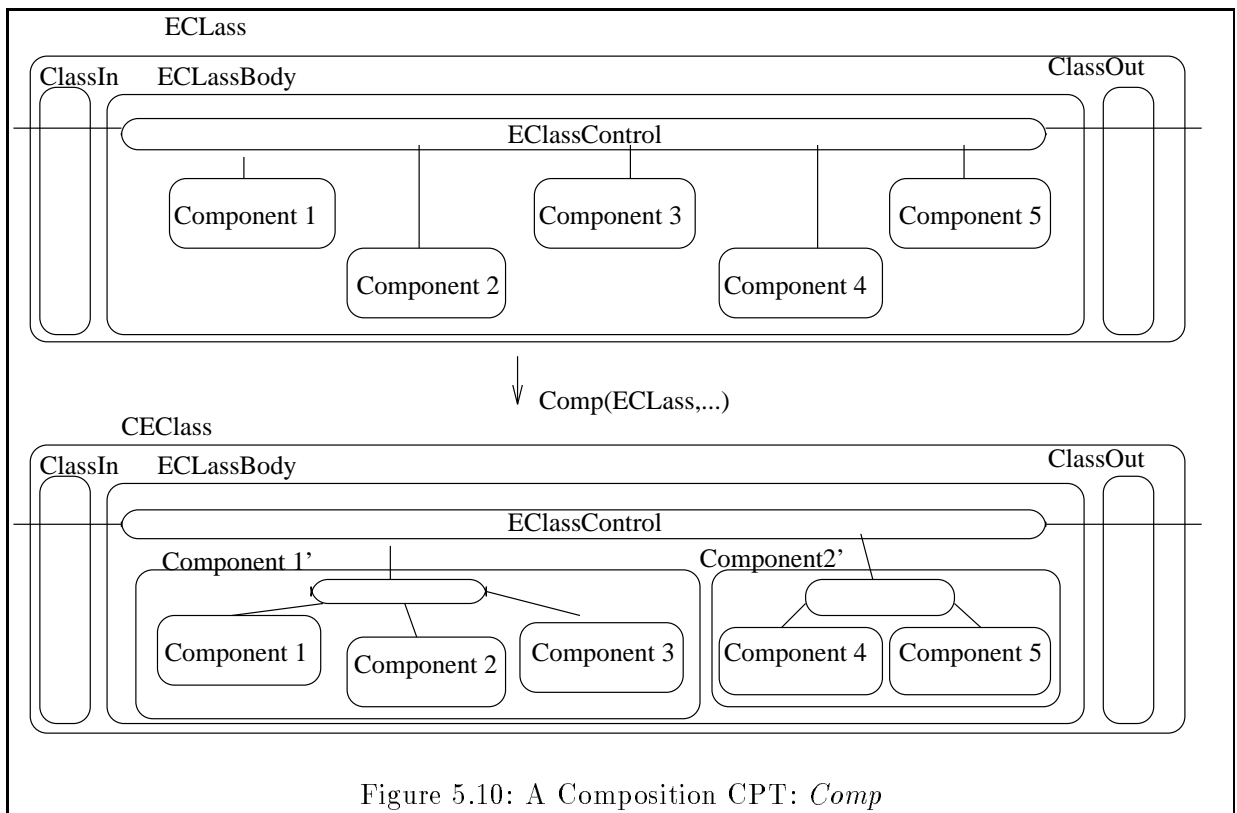 ECLass
ClassIn ECLassBody ClassOut
EClassControl
Component 1 Component 3 Component 5
Component 2 Component 4
Comp(ECLass,...)
CEClass
ClassIn ECLassBody ClassOut
EClassControl
Component 1’ Component2’
Component 1 Component 2 Component 3 Component 4 Component 5
Figure 5.10: A Composition CPT: Comp